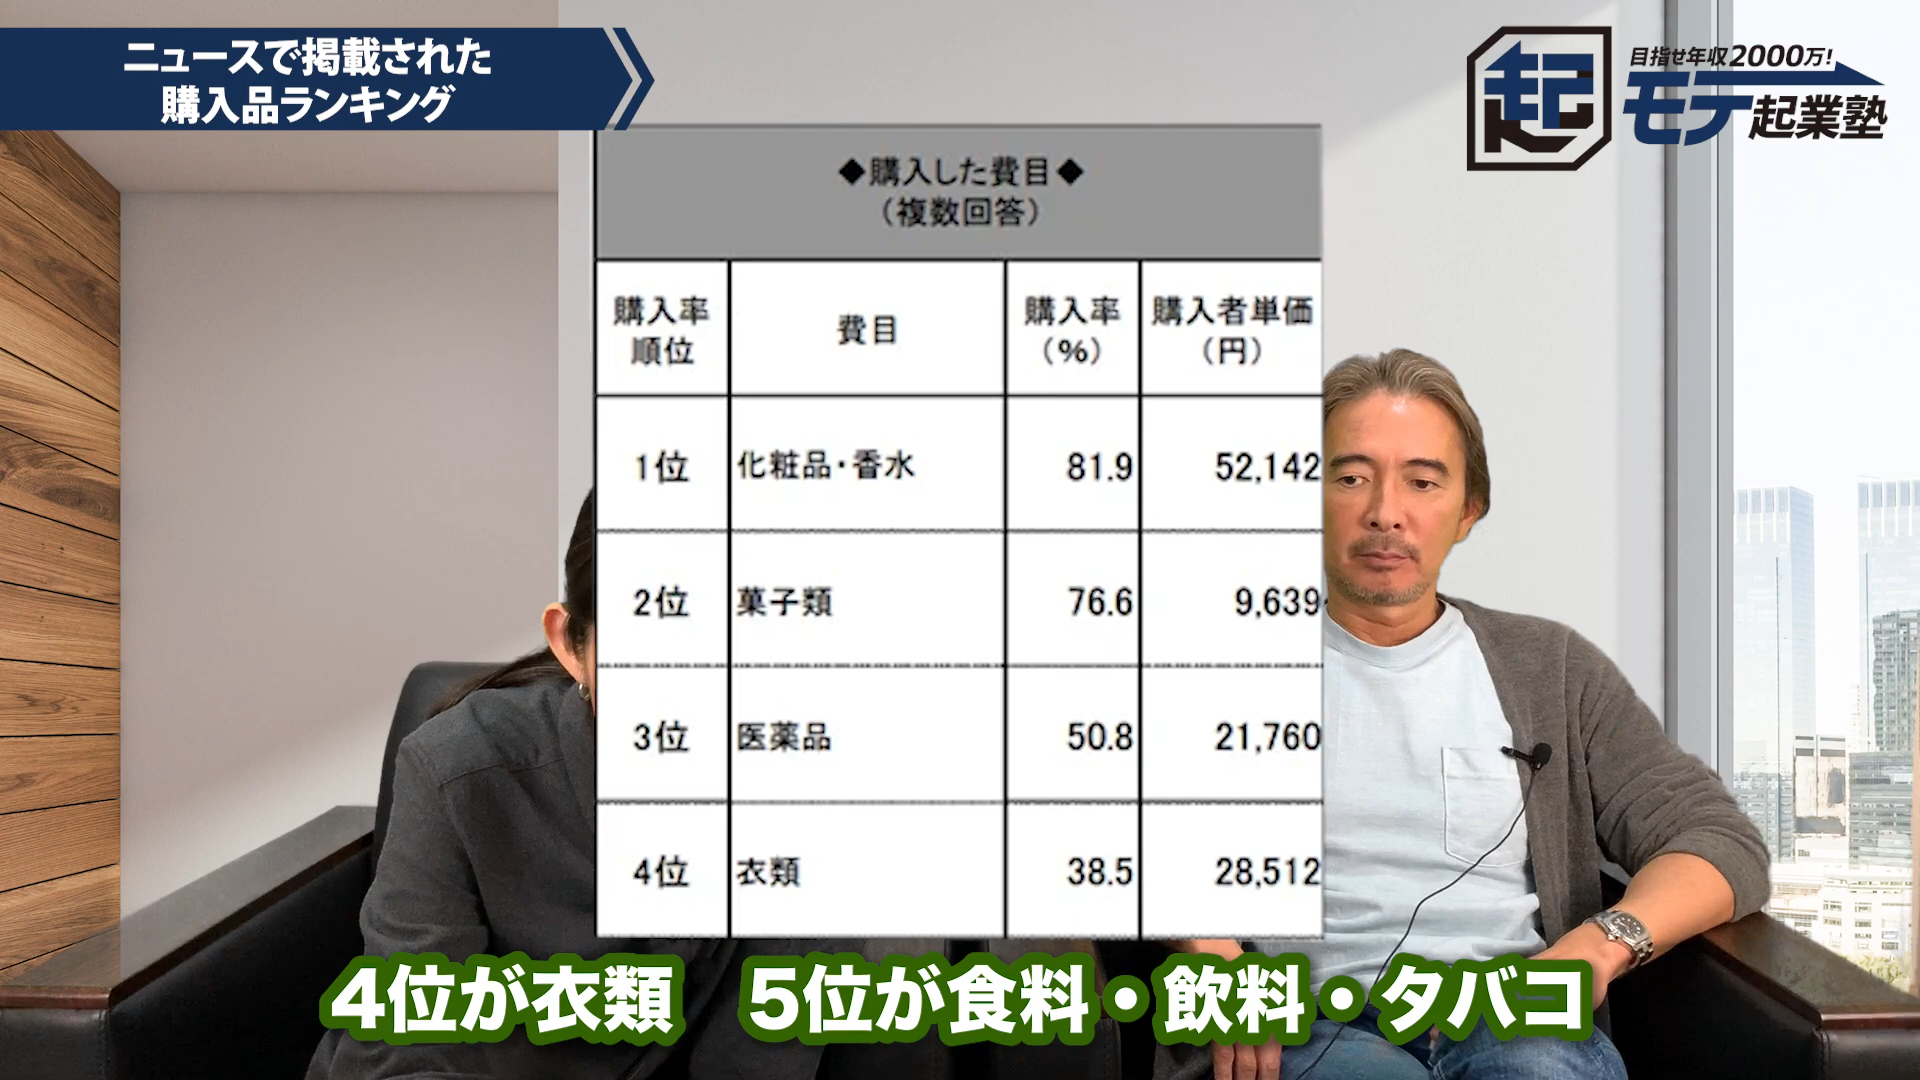 ニュースで掲載された
購入品ランキング
起
目指せ年収2000万!
モテ起業塾
◆購入した費目◆
(複数回答)
購入率
順位
費目
購入率
(%)
購入者単価
(円)
1位 化粧品・香水 81.9 52,142
2位 菓子類 76.6 9,639
3位 医薬品 50.8 21,760
4位 衣類 38.5 28,512
4位が衣類 5位が食料・飲料・タバコ